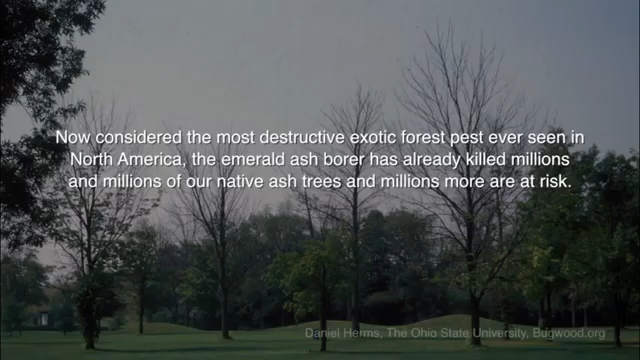 Now considered the most destructive exotic forest pest ever seen in
North America, the emerald ash borer has already killed millions
and millions of our native ash trees and millions more are at risk.
Daniel Herms, The Ohio State University, Bugwood.org